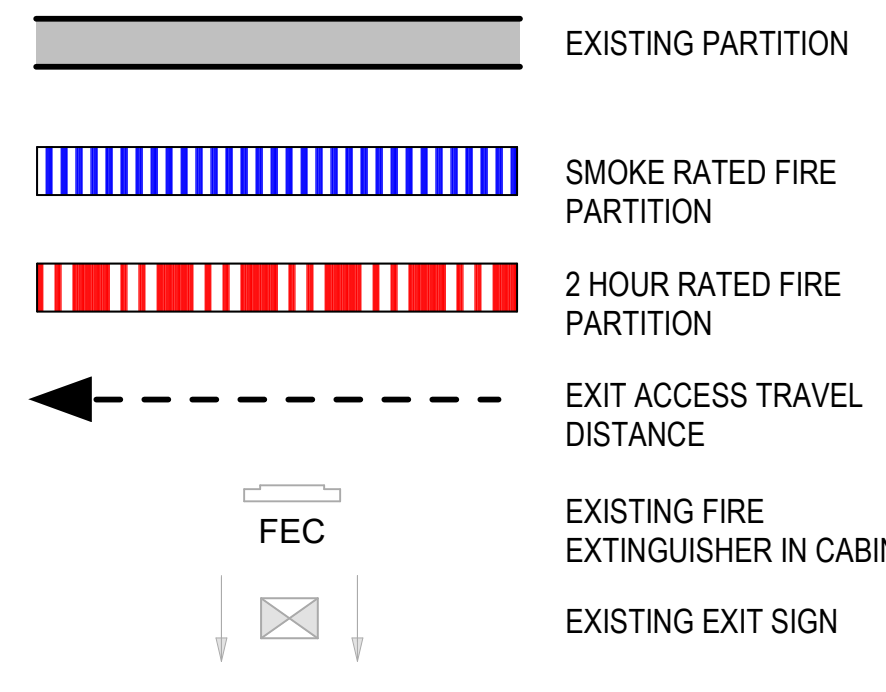 EXISTING PARTITION
SMOKE RATED FIRE
PARTITION
2 HOUR RATED FIRE
PARTITION
EXIT ACCESS TRAVEL
DISTANCE
FEC
EXISTING FIRE
EXTINGUISHER IN
EXISTING EXIT SIGN